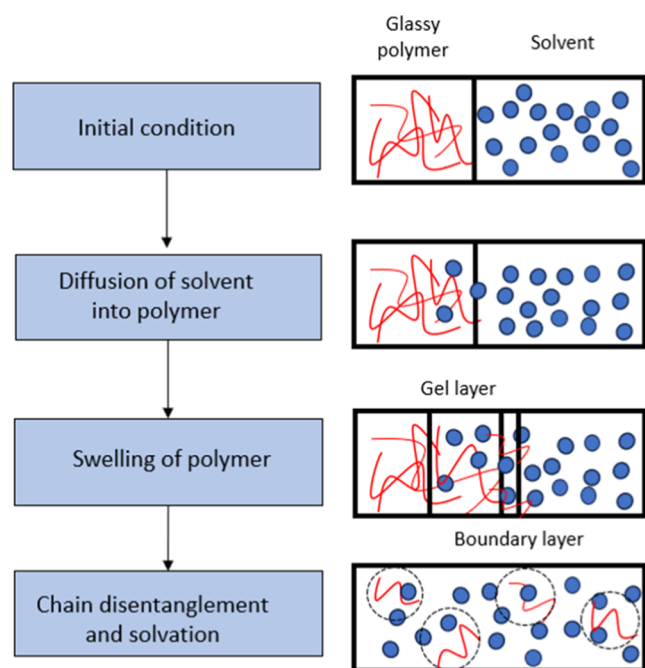 Glassy
polymer
Solvent
Initial condition
Diffusion of solvent
into polymer
Gel layer
Swelling of polymer
Boundary layer
Chain disentanglement
and solvation